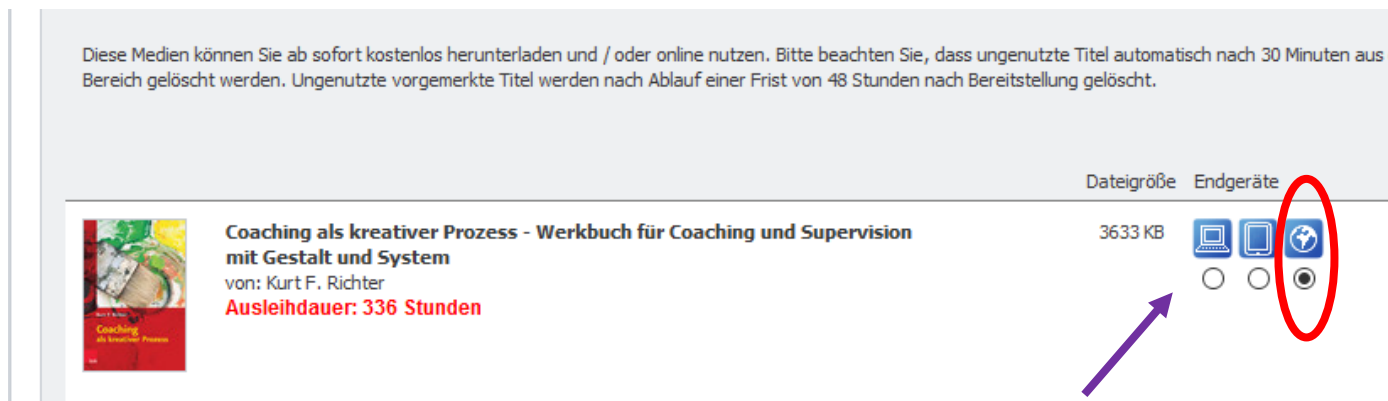 Diese Medien können Sie ab sofort kostenlos herunterladen und / oder online nutzen. Bitte beachten Sie, dass ungenutzte Titel automatisch nach 30 Minuten aus
Bereich gelöscht werden. Ungenutzte vorgemerkte Titel werden nach Ablauf einer Frist von 48 Stunden nach Bereitstellung gelöscht.
Dateigröße Endgeräte
Coaching als kreativer Prozess - Werkbuch für Coaching und Supervision 3633 KB
mit Gestalt und System
von: Kurt F. Richter
Ausleihdauer: 336 Stunden
Coaching
als kreativer Prozess